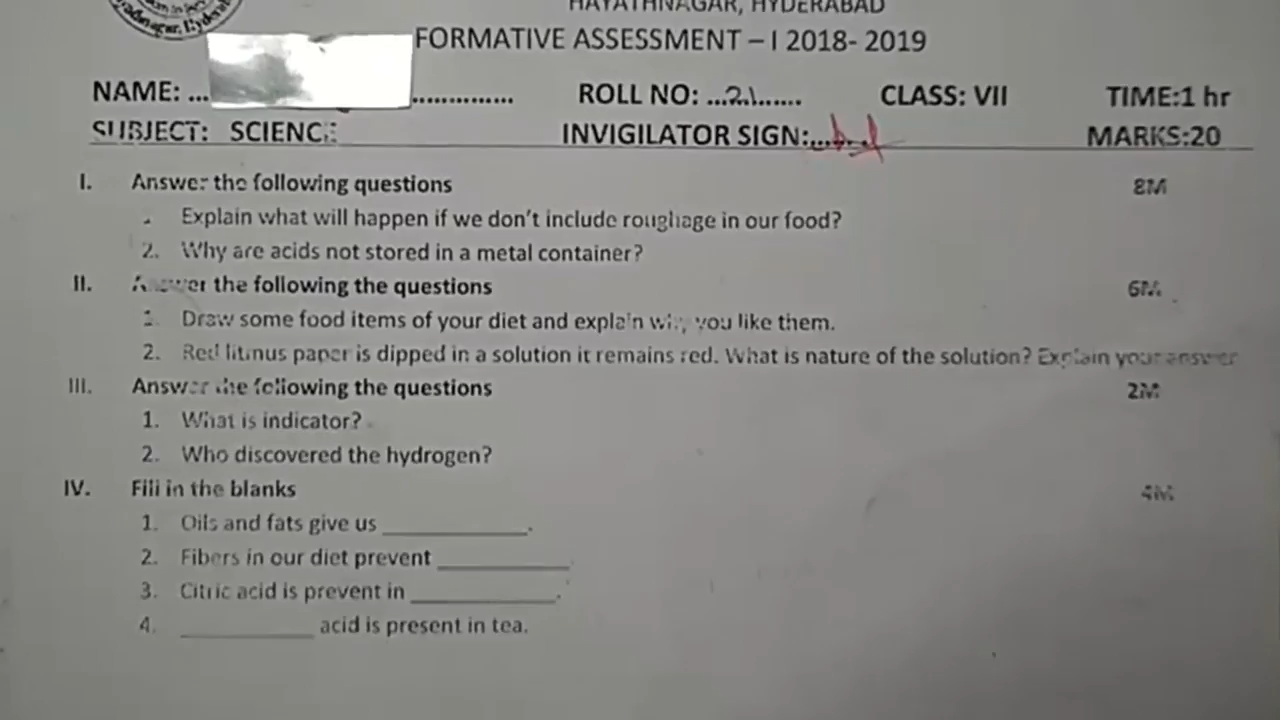 HAYATHNAGAR, HYDERABAD
FORMATIVE ASSESSMENT – I 2018- 2019
NAME: ... ............. ROLL NO: ...21...... CLASS: VII TIME:1 hr
SUBJECT: SCIENCE INVIGILATOR SIGN:...
I. Answer the following questions 8M
. Explain what will happen if we don't include roughage in our food?
2. Why are acids not stored in a metal container?
II. Answer the following the questions 6M
1. Draw some food items of your diet and explain why you like them.
2. Red litmus paper is dipped in a solution it remains red. What is nature of the solution? Explain your answer
III. Answer the following the questions 2M
1. What is indicator?
2. Who discovered the hydrogen?
IV. Fill in the blanks 4M
1. Oils and fats give us ____________.
2. Fibers in our diet prevent ___________.
3. Citric acid is prevent in ____________.
4. ___________ acid is present in tea.